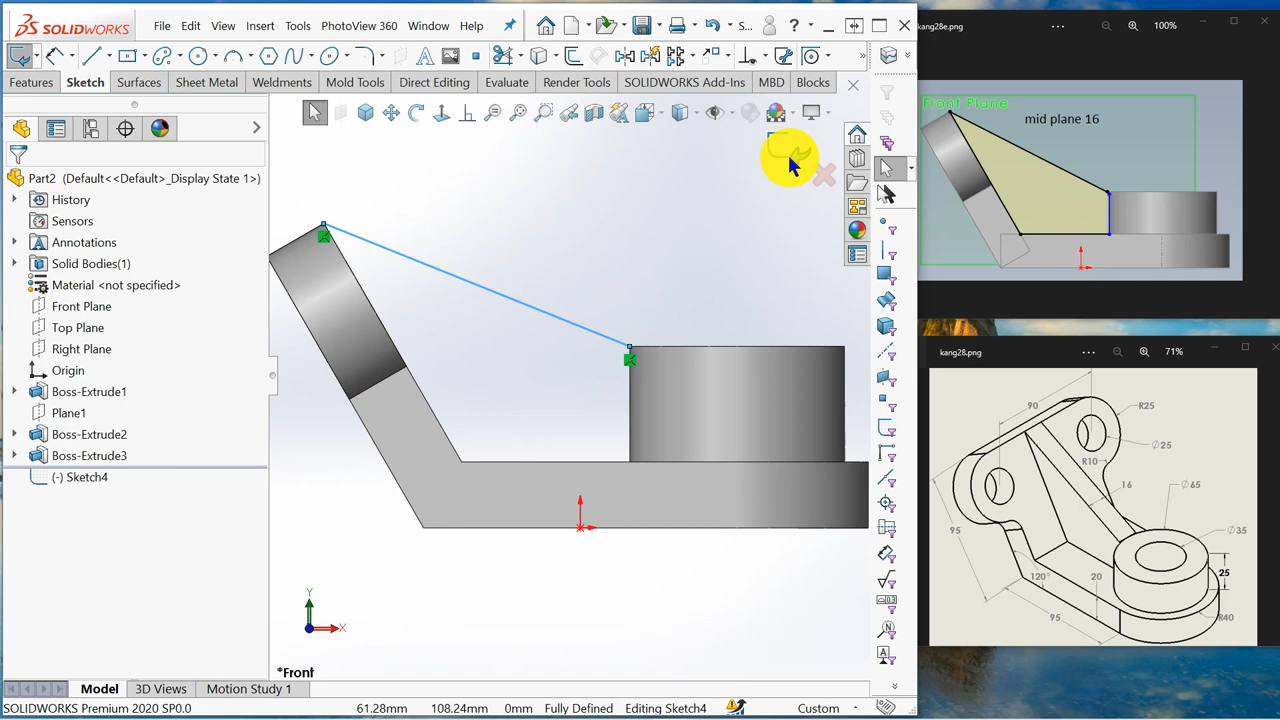 SOLIDWORKS
File Edit View Insert Tools PhotoView 360 Window Help
S...
Features Sketch Surfaces Sheet Metal Weldments Mold Tools Direct Editing Evaluate Render Tools SOLIDWORKS Add-Ins MBD Blocks
Part2 (Default<<Default>_Display State 1>)
History
Sensors
Annotations
Solid Bodies(1)
Material <not specified>
Front Plane
Top Plane
Right Plane
Origin
Boss-Extrude1
Plane1
Boss-Extrude2
Boss-Extrude3
(-) Sketch4
Y
X
*Front
Model 3D Views Motion Study 1
SOLIDWORKS Premium 2020 SP0.0 61.28mm 108.24mm 0mm Fully Defined Editing Sketch4 Custom
kang28e.png
100%
Front Plane
mid plane 16
kang28.png
71%
90
R25
Ø25
R10
16
Ø65
95
Ø35
25
120°
20
R40
95